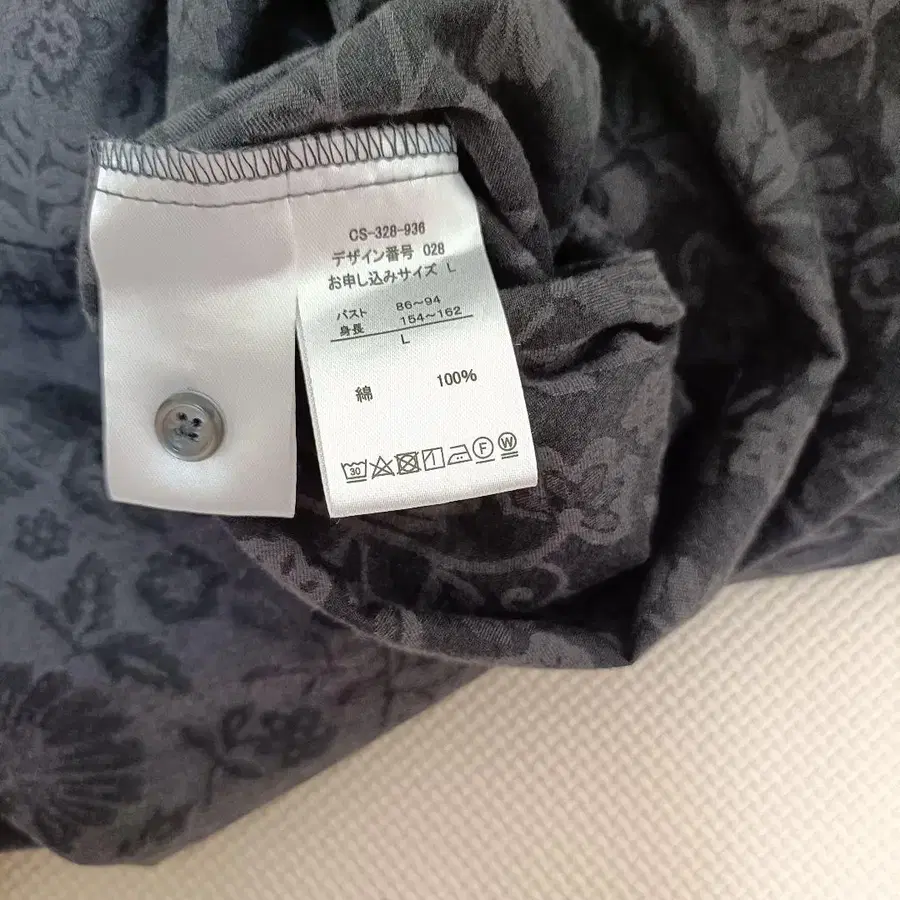 CS-328-936
デザイン番号 028
お申し込みサイズ L
バスト 86~94
身長 154~162
L
綿 100%
30
F W